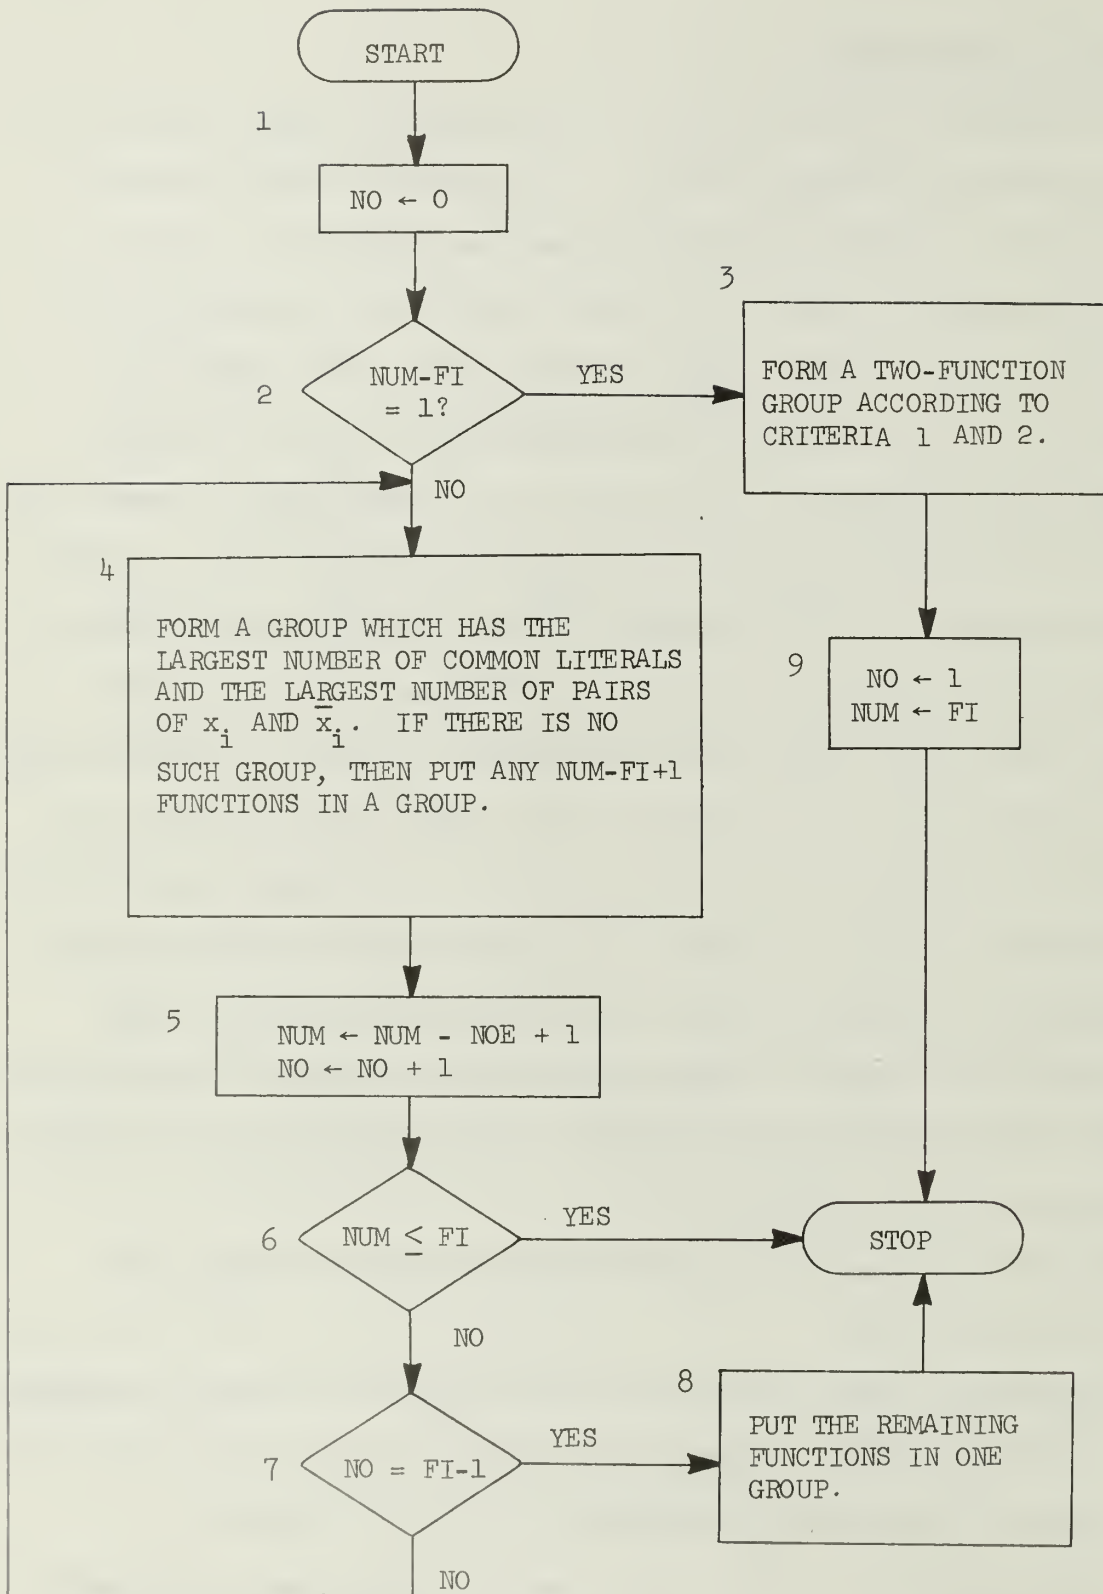 START
1
NO ← 0
3
2
NUM-FI
= 1?
YES
FORM A TWO-FUNCTION
GROUP ACCORDING TO
CRITERIA 1 AND 2.
NO
4
FORM A GROUP WHICH HAS THE
LARGEST NUMBER OF COMMON LITERALS
AND THE LARGEST NUMBER OF PAIRS
OF xᵢ AND x̄ᵢ. IF THERE IS NO
SUCH GROUP, THEN PUT ANY NUM-FI+1
FUNCTIONS IN A GROUP.
9
NO ← 1
NUM ← FI
5
NUM ← NUM - NOE + 1
NO ← NO + 1
6
NUM ≤ FI
YES
STOP
NO
8
PUT THE REMAINING
FUNCTIONS IN ONE
GROUP.
7
NO = FI-1
YES
NO